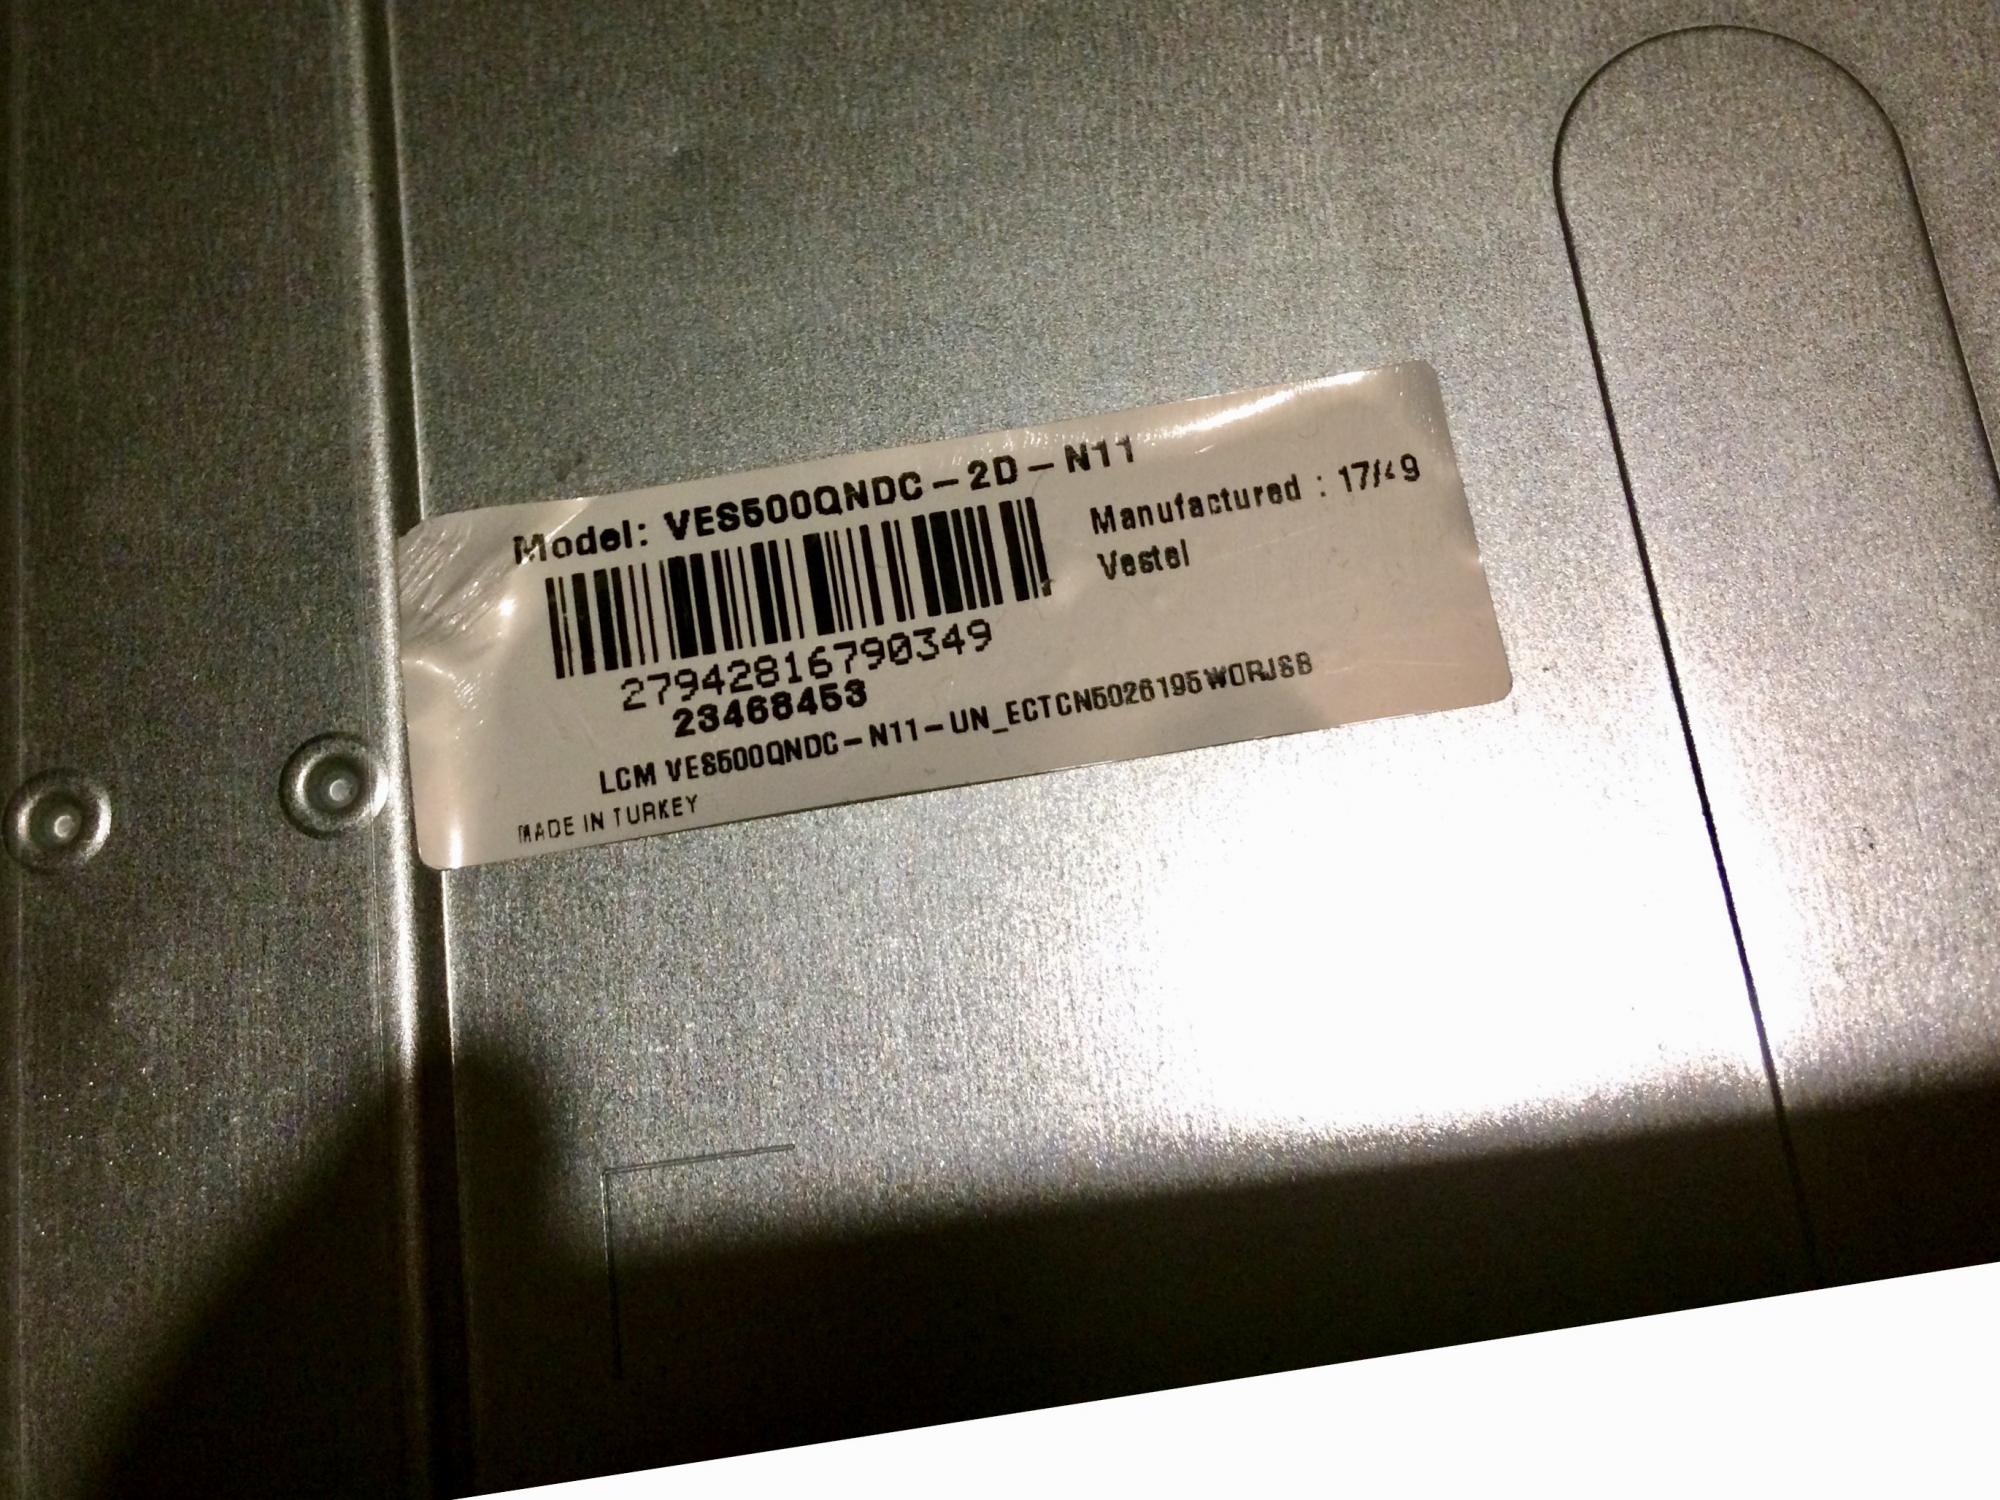 Model: VES500QNDC-2D-N11
Manufactured : 17/49
Vestel
27942816790349
23468453
LCM VES500QNDC-N11-UN_ECTCN5026195WORJSB
MADE IN TURKEY